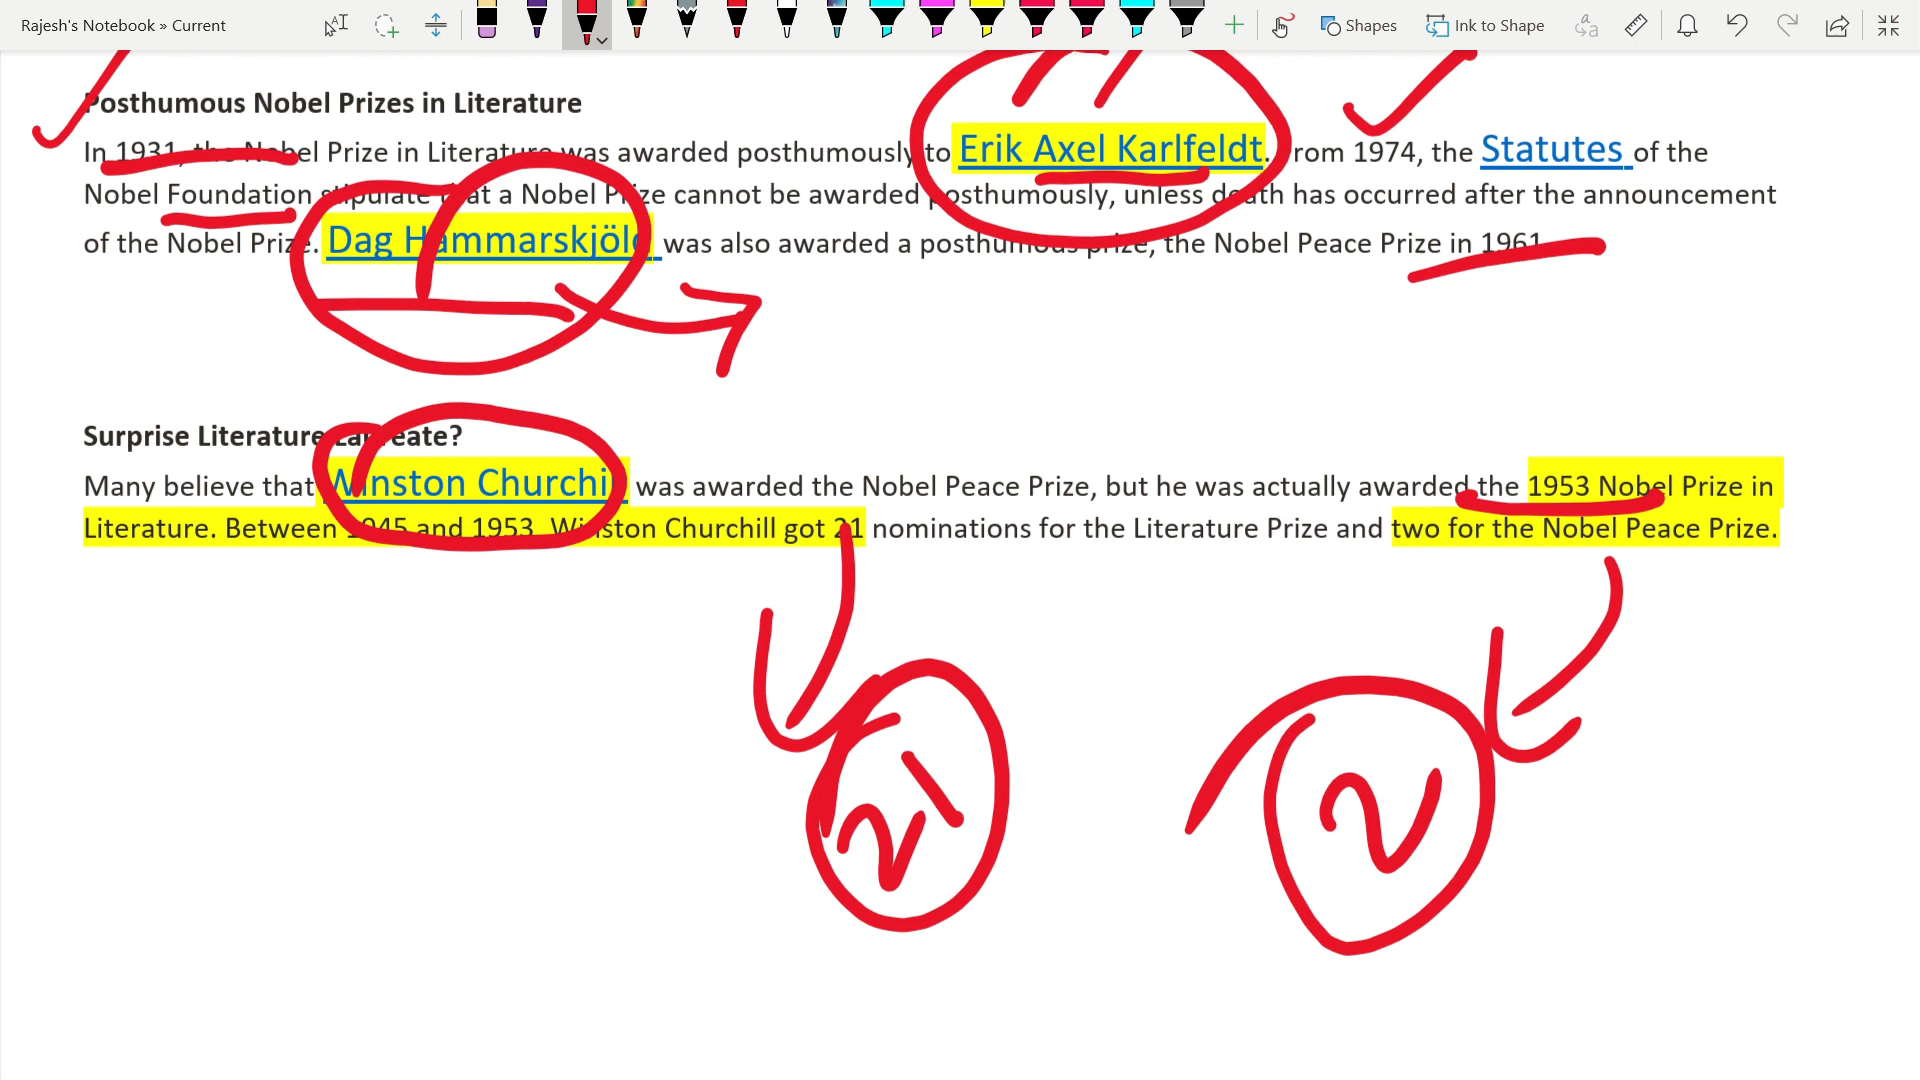 Rajesh's Notebook » Current
Shapes
Ink to Shape
Posthumous Nobel Prizes in Literature
In 1931, the Nobel Prize in Literature was awarded posthumously to Erik Axel Karlfeldt. From 1974, the Statutes of the
Nobel Foundation stipulate that a Nobel Prize cannot be awarded posthumously, unless death has occurred after the announcement
of the Nobel Prize. Dag Hammarskjöld was also awarded a posthumous prize, the Nobel Peace Prize in 1961.
Surprise Literature Laureate?
Many believe that Winston Churchill was awarded the Nobel Peace Prize, but he was actually awarded the 1953 Nobel Prize in
Literature. Between 1945 and 1953, Winston Churchill got 21 nominations for the Literature Prize and two for the Nobel Peace Prize.
21
2